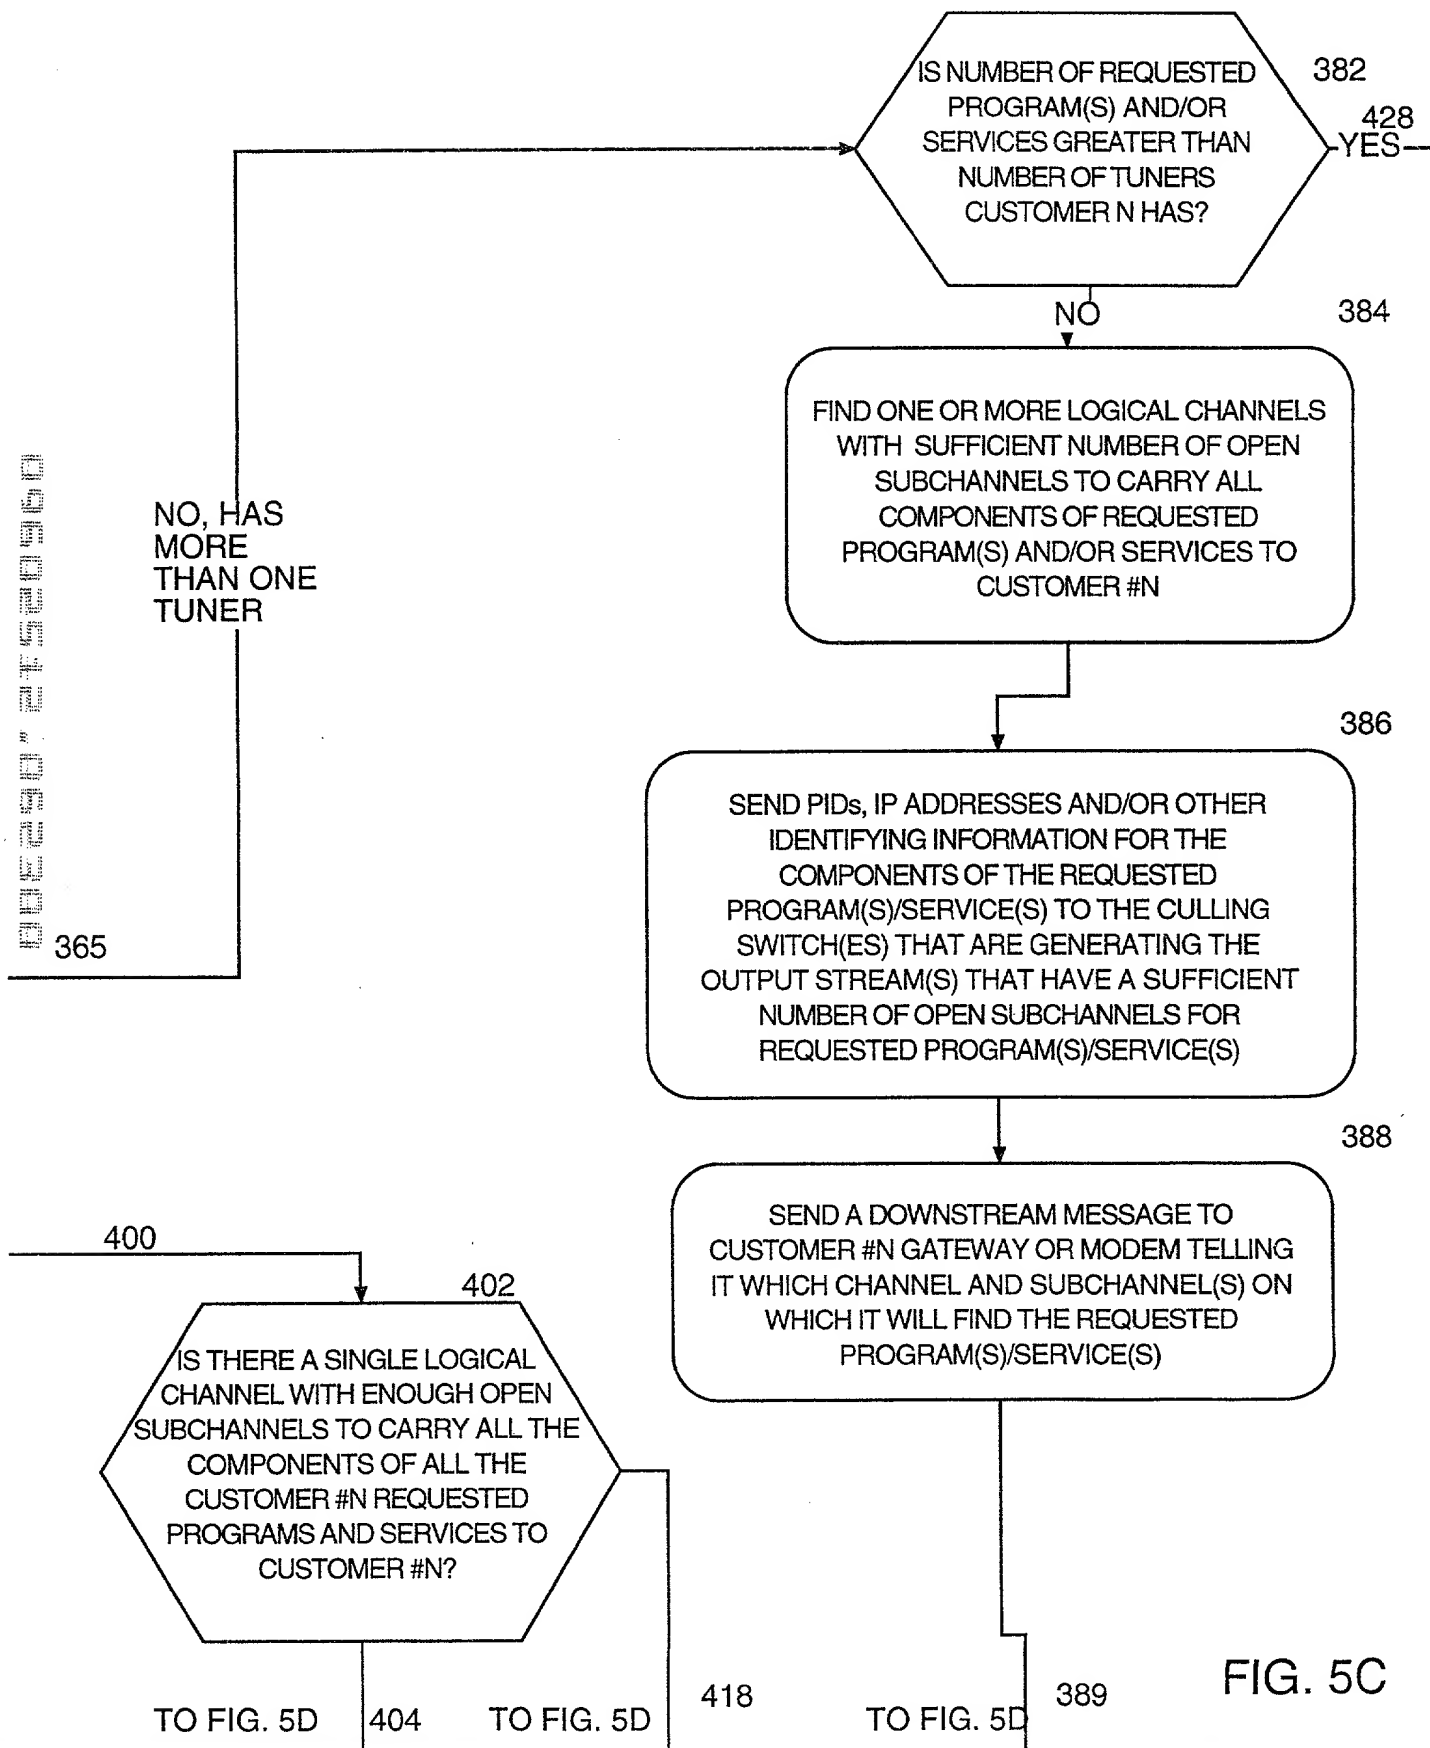 IS NUMBER OF REQUESTED
PROGRAM(S) AND/OR
SERVICES GREATER THAN
NUMBER OF TUNERS
CUSTOMER N HAS?
382
428
YES
NO
384
FIND ONE OR MORE LOGICAL CHANNELS
WITH SUFFICIENT NUMBER OF OPEN
SUBCHANNELS TO CARRY ALL
COMPONENTS OF REQUESTED
PROGRAM(S) AND/OR SERVICES TO
CUSTOMER #N
NO, HAS
MORE
THAN ONE
TUNER
365
386
SEND PIDs, IP ADDRESSES AND/OR OTHER
IDENTIFYING INFORMATION FOR THE
COMPONENTS OF THE REQUESTED
PROGRAM(S)/SERVICE(S) TO THE CULLING
SWITCH(ES) THAT ARE GENERATING THE
OUTPUT STREAM(S) THAT HAVE A SUFFICIENT
NUMBER OF OPEN SUBCHANNELS FOR
REQUESTED PROGRAM(S)/SERVICE(S)
388
SEND A DOWNSTREAM MESSAGE TO
CUSTOMER #N GATEWAY OR MODEM TELLING
IT WHICH CHANNEL AND SUBCHANNEL(S) ON
WHICH IT WILL FIND THE REQUESTED
PROGRAM(S)/SERVICE(S)
400
402
IS THERE A SINGLE LOGICAL
CHANNEL WITH ENOUGH OPEN
SUBCHANNELS TO CARRY ALL THE
COMPONENTS OF ALL THE
CUSTOMER #N REQUESTED
PROGRAMS AND SERVICES TO
CUSTOMER #N?
TO FIG. 5D
404
TO FIG. 5D
418
TO FIG. 5D
389
FIG. 5C